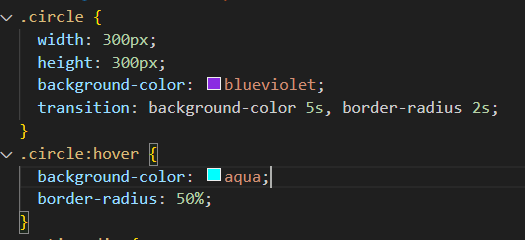 .circle {
width: 300px;
height: 300px;
background-color: blueviolet;
transition: background-color 5s, border-radius 2s;
}
.circle:hover {
background-color: aqua;
border-radius: 50%;
}